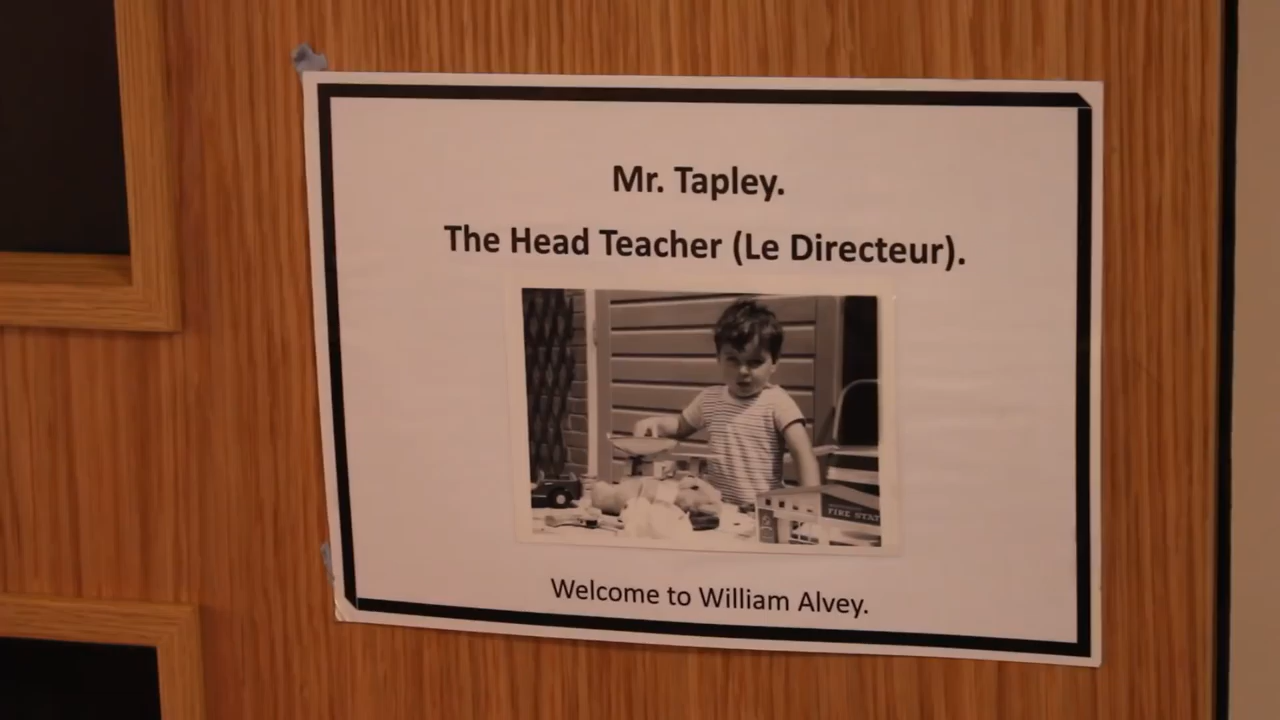 Mr. Tapley.
The Head Teacher (Le Directeur).
FIRE STAT
Welcome to William Alvey.